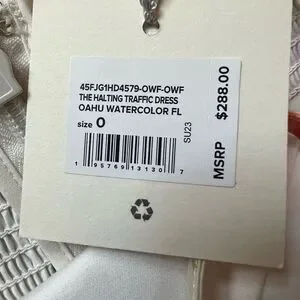 45FJG1HD4579-OWF-OWF
THE HALTING TRAFFIC DRESS
OAHU WATERCOLOR FL
size 0
SU23
MSRP $288.00
1 95769 13130 7